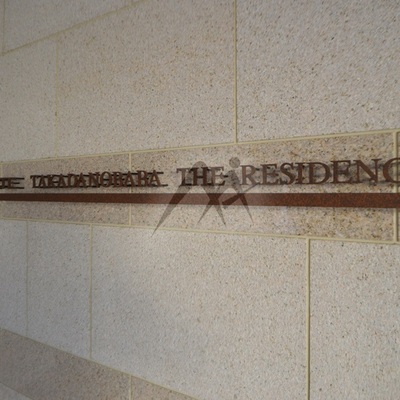 TAKADANOBABA THE RESIDENC